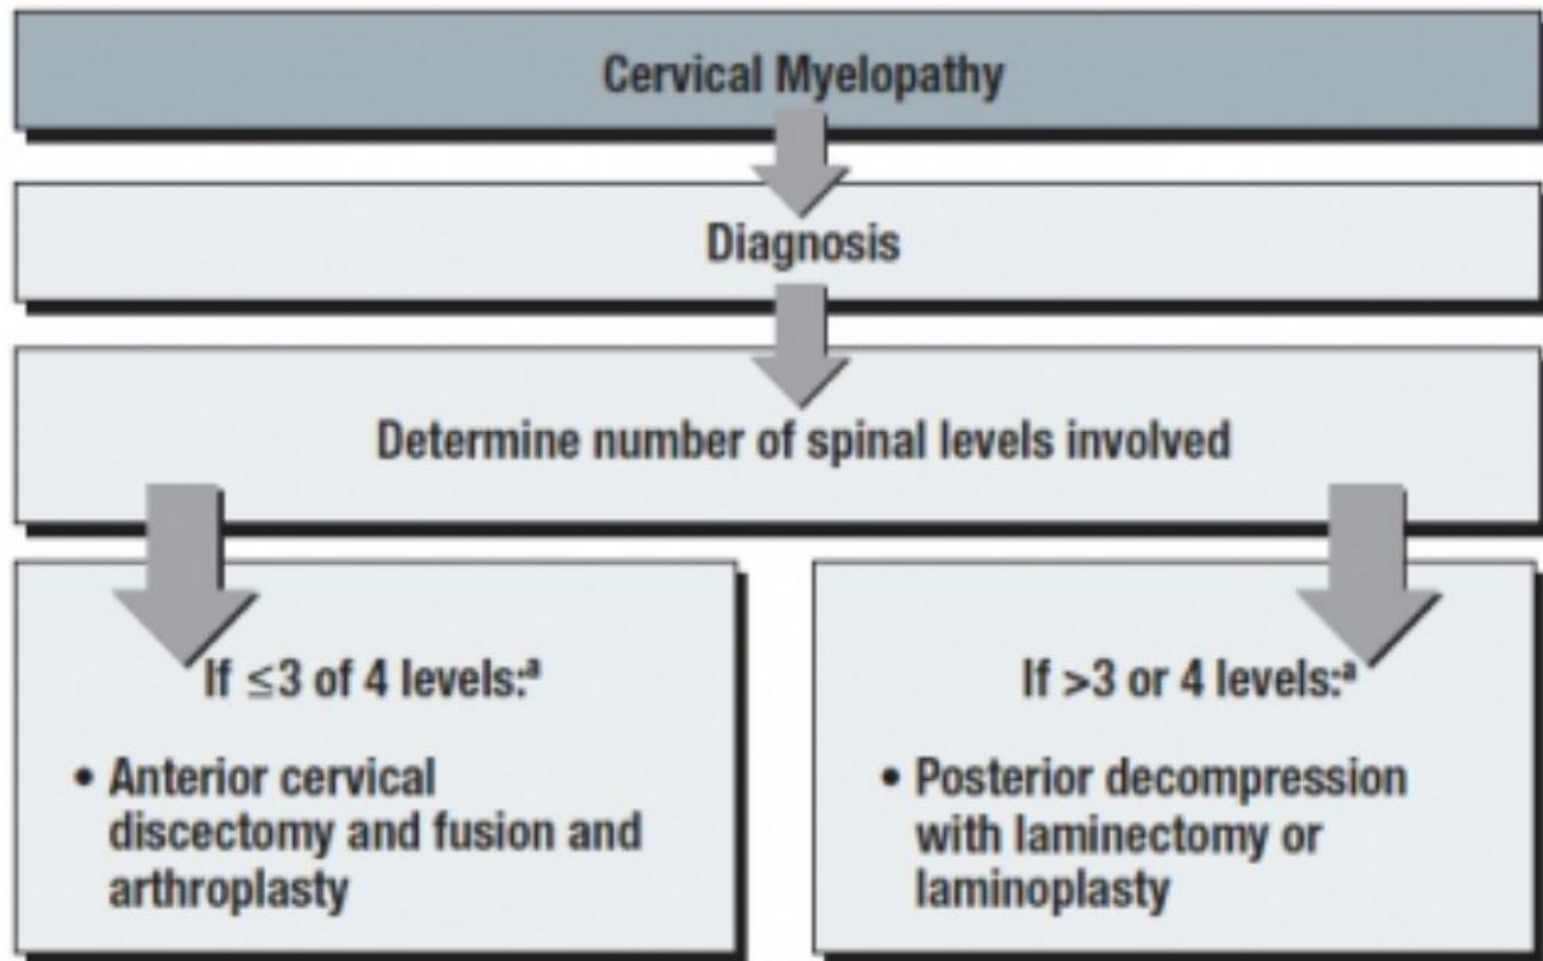 Cervical Myelopathy
Diagnosis
Determine number of spinal levels involved
If ≤3 of 4 levels:ª
• Anterior cervical
discectomy and fusion and
arthroplasty
If >3 or 4 levels:ª
• Posterior decompression
with laminectomy or
laminoplasty